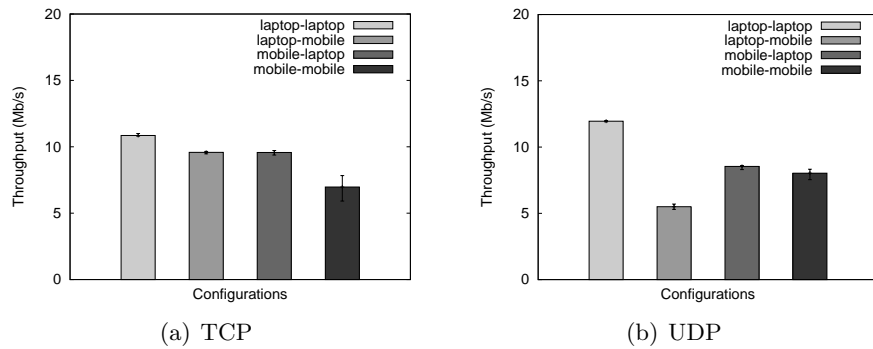 Throughput (Mb/s)
20
15
10
5
0
laptop-laptop
laptop-mobile
mobile-laptop
mobile-mobile
Configurations
(a) TCP
Throughput (Mb/s)
20
15
10
5
0
laptop-laptop
laptop-mobile
mobile-laptop
mobile-mobile
Configurations
(b) UDP